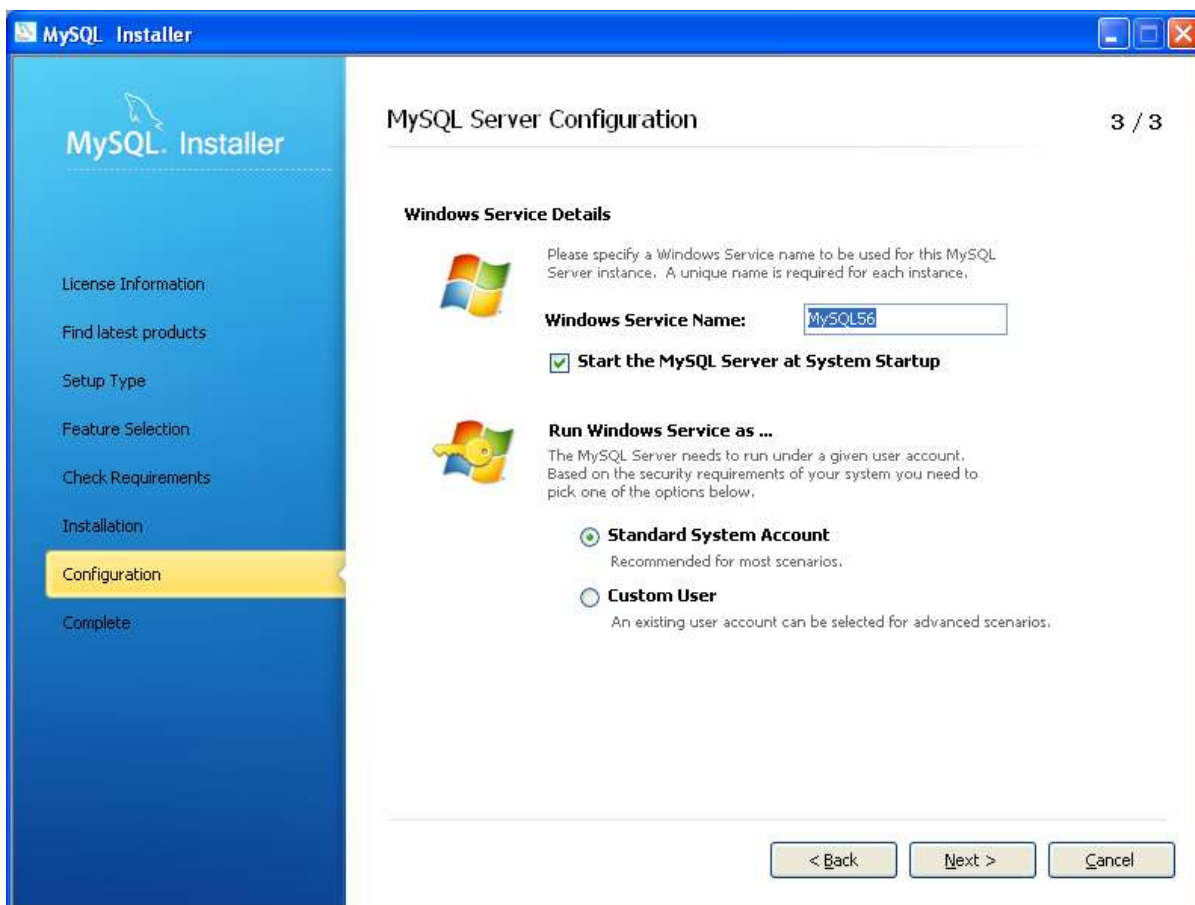 MySQL Installer
MySQL. Installer
License Information
Find latest products
Setup Type
Feature Selection
Check Requirements
Installation
Configuration
Complete
MySQL Server Configuration
3 / 3
Windows Service Details
Please specify a Windows Service name to be used for this MySQL
Server instance. A unique name is required for each instance.
Windows Service Name: MySQL56
Start the MySQL Server at System Startup
Run Windows Service as ...
The MySQL Server needs to run under a given user account.
Based on the security requirements of your system you need to
pick one of the options below.
Standard System Account
Recommended for most scenarios.
Custom User
An existing user account can be selected for advanced scenarios.
< Back Next > Cancel